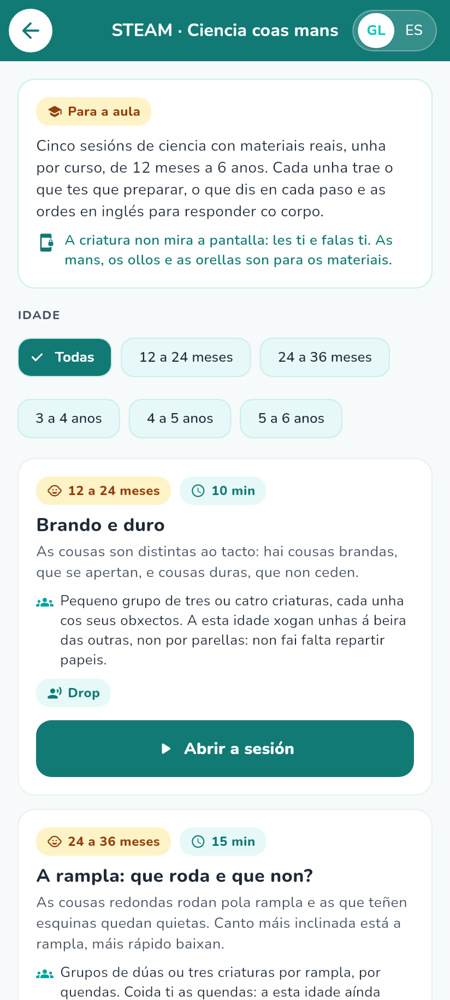 STEAM · Ciencia coas mans
GL
ES
Para a aula
Cinco sesións de ciencia con materiais reais, unha
por curso, de 12 meses a 6 anos. Cada unha trae o
que tes que preparar, o que dis en cada paso e as
ordes en inglés para responder co corpo.
A criatura non mira a pantalla: les ti e falas ti. As
mans, os ollos e as orellas son para os materiais.
IDADE
Todas
12 a 24 meses
24 a 36 meses
3 a 4 anos
4 a 5 anos
5 a 6 anos
12 a 24 meses
10 min
Brando e duro
As cousas son distintas ao tacto: hai cousas brandas,
que se apertan, e cousas duras, que non ceden.
Pequeno grupo de tres ou catro criaturas, cada unha
cos seus obxectos. A esta idade xogan unhas á beira
das outras, non por parellas: non fai falta repartir
papeis.
Drop
Abrir a sesión
24 a 36 meses
15 min
A rampla: que roda e que non?
As cousas redondas rodan pola rampla e as que teñen
esquinas quedan quietas. Canto máis inclinada está a
rampla, máis rápido baixan.
Grupos de dúas ou tres criaturas por rampla, por
quendas. Coida ti as quendas: a esta idade aínda